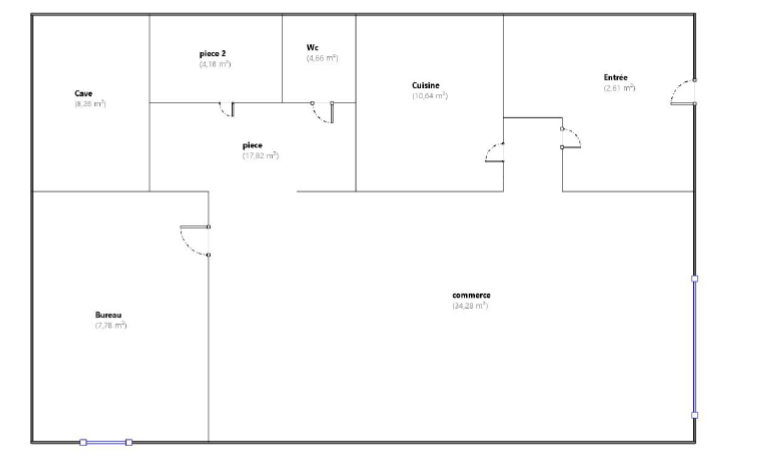 piece 2
(4,18 m²)
Wc
(4,66 m²)
Entrée
(2,61 m²)
Cuisine
(10,64 m²)
Cave
(8,26 m²)
piece
(17,82 m²)
commerce
(34,28 m²)
Bureau
(7,78 m²)